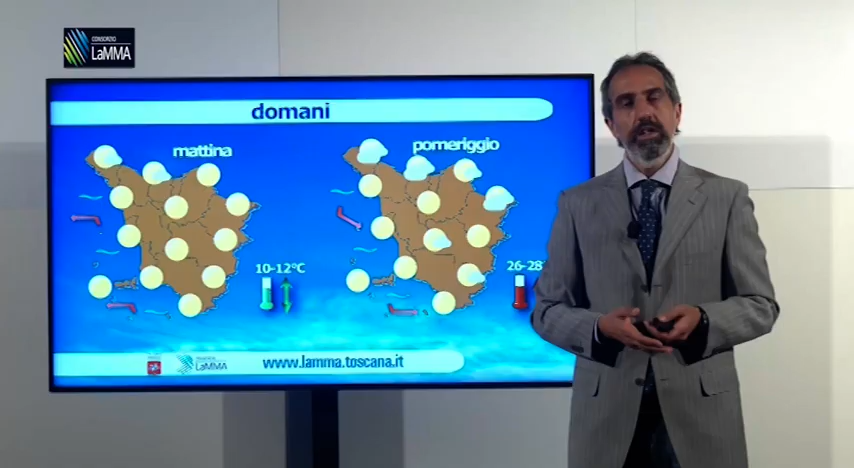 CONSORZIO
LaMMA
domani
mattina
pomeriggio
10-12°C
26-28
LaMMA
www.lamma.toscana.it